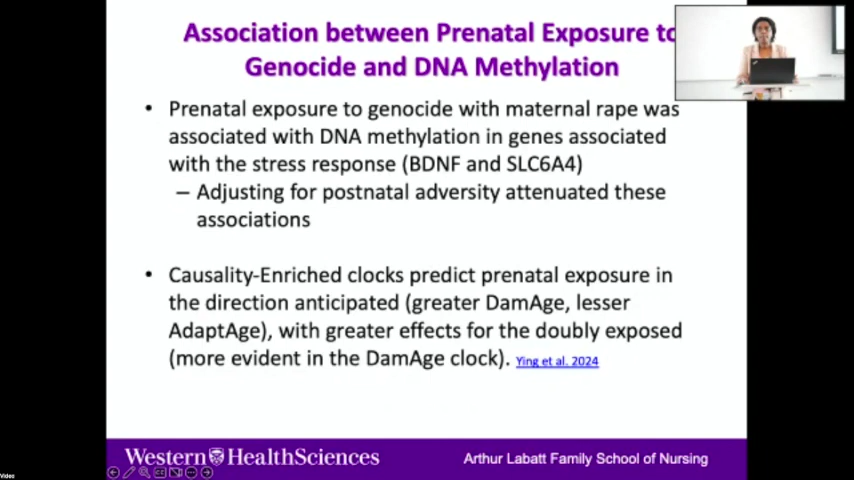 Association between Prenatal Exposure to
Genocide and DNA Methylation
• Prenatal exposure to genocide with maternal rape was
associated with DNA methylation in genes associated
with the stress response (BDNF and SLC6A4)
– Adjusting for postnatal adversity attenuated these
associations
• Causality-Enriched clocks predict prenatal exposure in
the direction anticipated (greater DamAge, lesser
AdaptAge), with greater effects for the doubly exposed
(more evident in the DamAge clock). Ying et al. 2024
Western HealthSciences
Arthur Labatt Family School of Nursing
Video